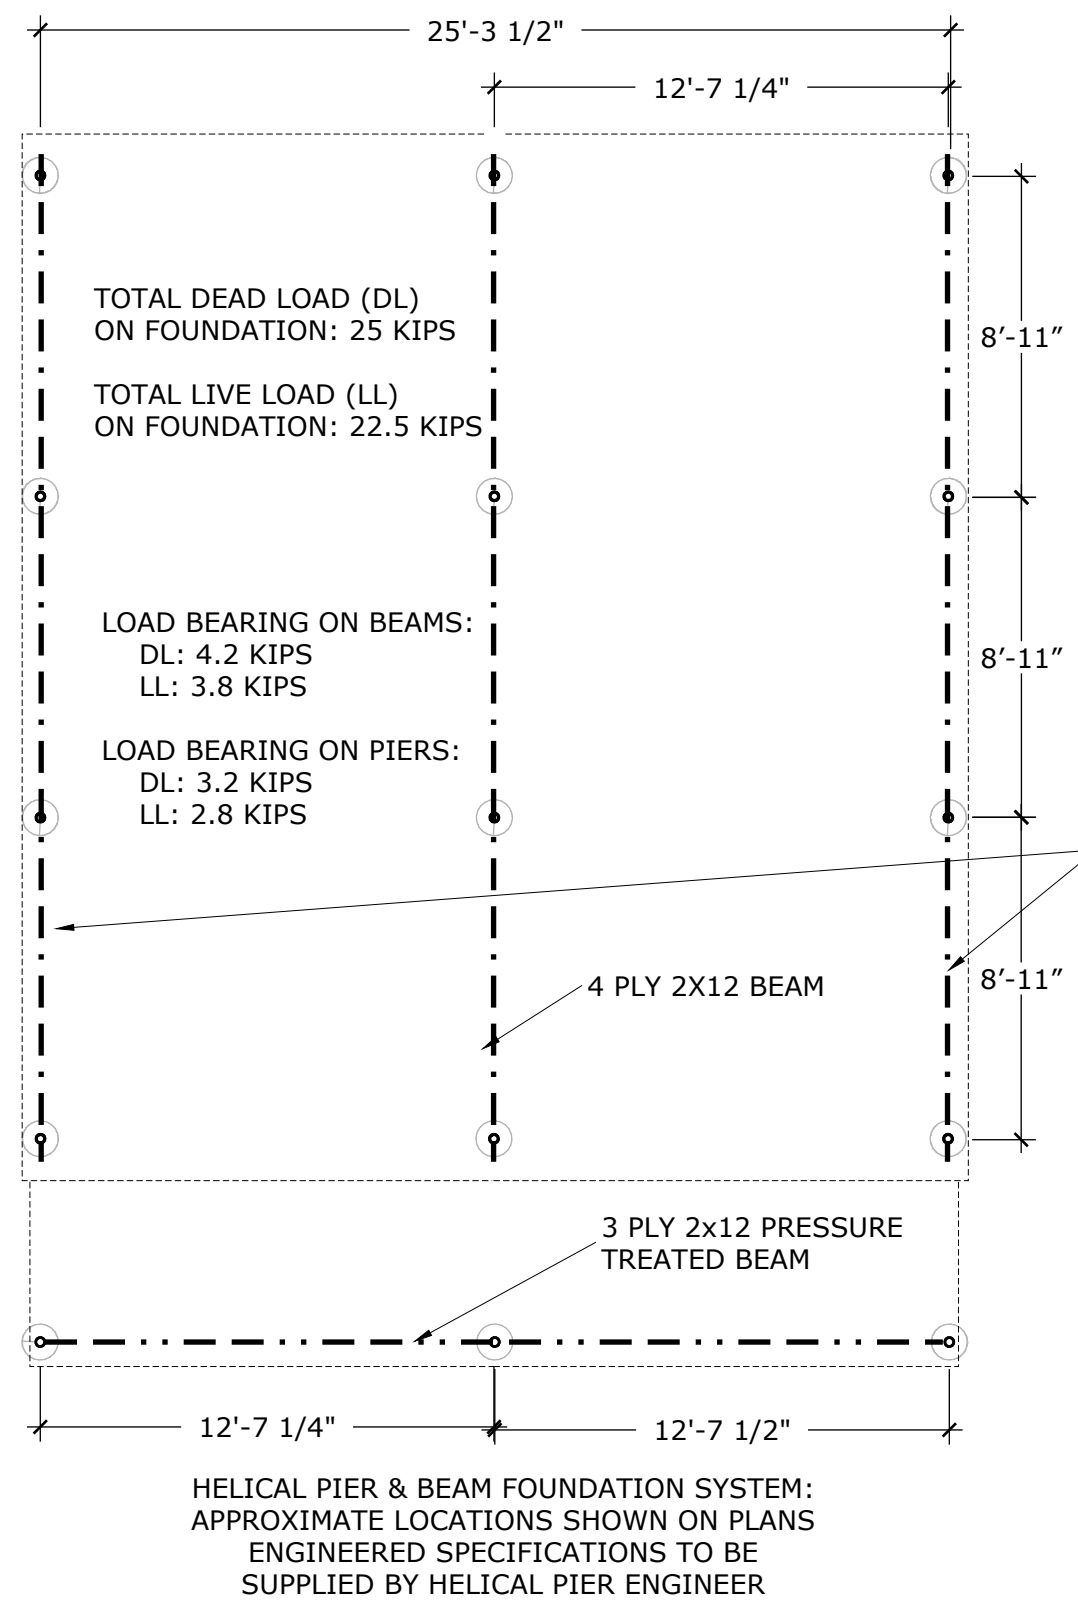 25'-3 1/2"
12'-7 1/4"
TOTAL DEAD LOAD (DL)
ON FOUNDATION: 25 KIPS
8′-11″
TOTAL LIVE LOAD (LL)
ON FOUNDATION: 22.5 KIPS
LOAD BEARING ON BEAMS:
DL: 4.2 KIPS
LL: 3.8 KIPS
8′-11″
LOAD BEARING ON PIERS:
DL: 3.2 KIPS
LL: 2.8 KIPS
4 PLY 2X12 BEAM
8′-11″
3 PLY 2x12 PRESSURE
TREATED BEAM
12'-7 1/4"
12'-7 1/2"
HELICAL PIER & BEAM FOUNDATION SYSTEM:
APPROXIMATE LOCATIONS SHOWN ON PLANS
ENGINEERED SPECIFICATIONS TO BE
SUPPLIED BY HELICAL PIER ENGINEER